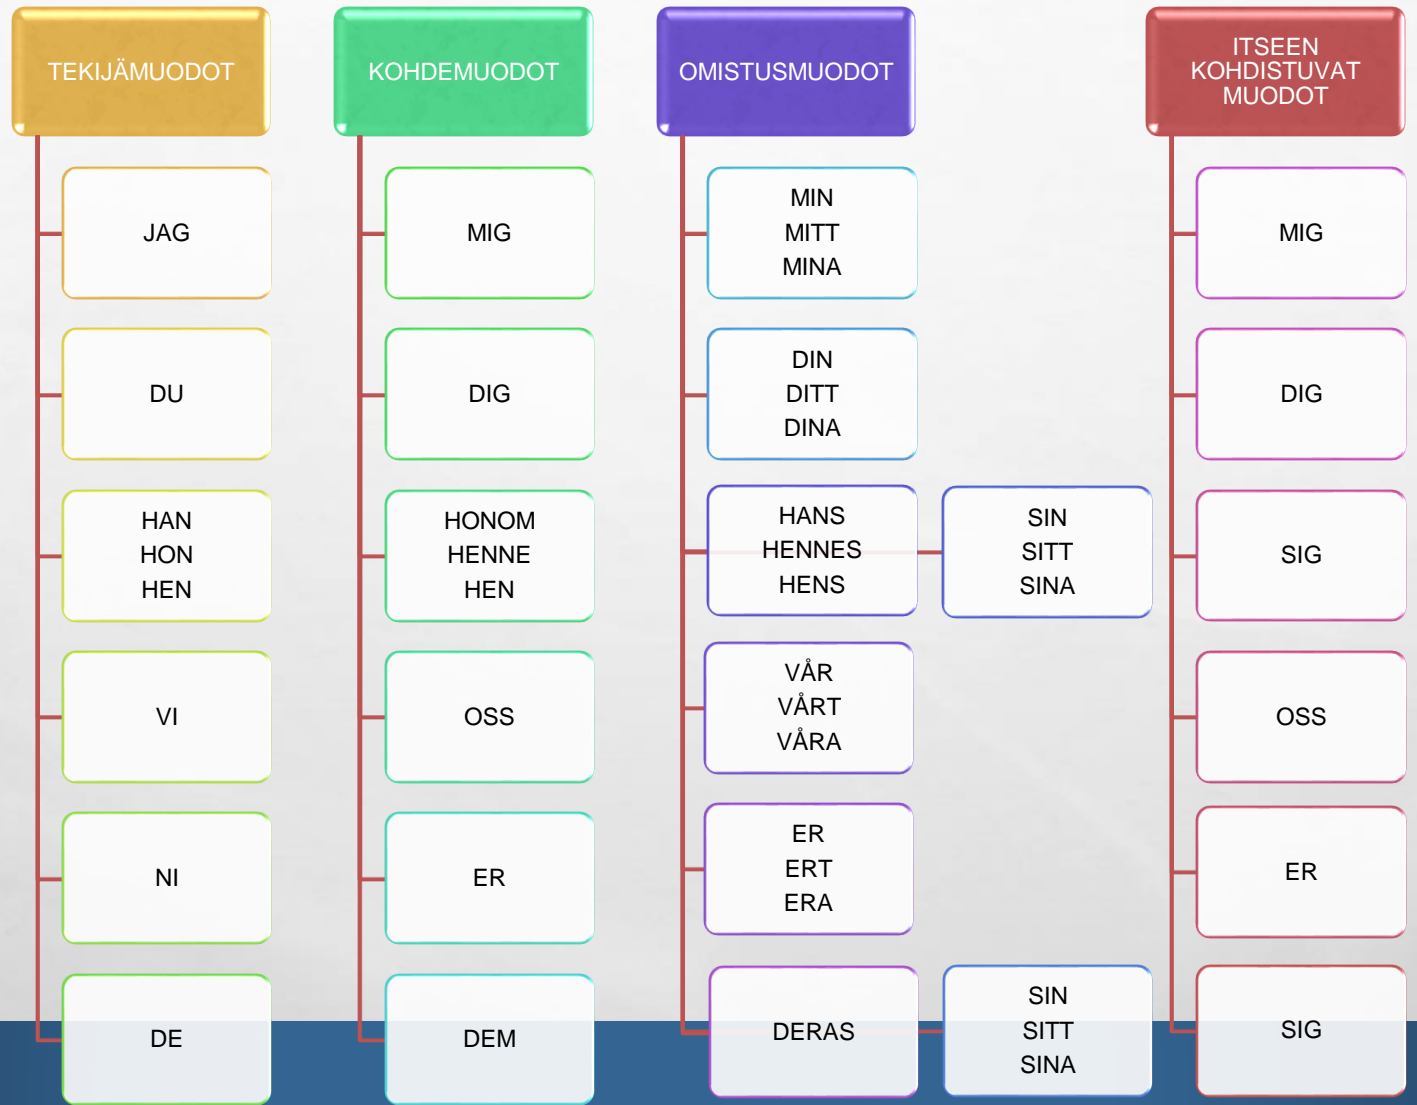 TEKIJÄMUODOT
JAG
DU
HAN
HON
HEN
VI
NI
DE
KOHDEMUODOT
MIG
DIG
HONOM
HENNE
HEN
OSS
ER
DEM
OMISTUSMUODOT
MIN
MITT
MINA
DIN
DITT
DINA
HANS
HENNES
HENS
SIN
SITT
SINA
VÅR
VÅRT
VÅRA
ER
ERT
ERA
DERAS
SIN
SITT
SINA
ITSEEN
KOHDISTUVAT
MUODOT
MIG
DIG
SIG
OSS
ER
SIG